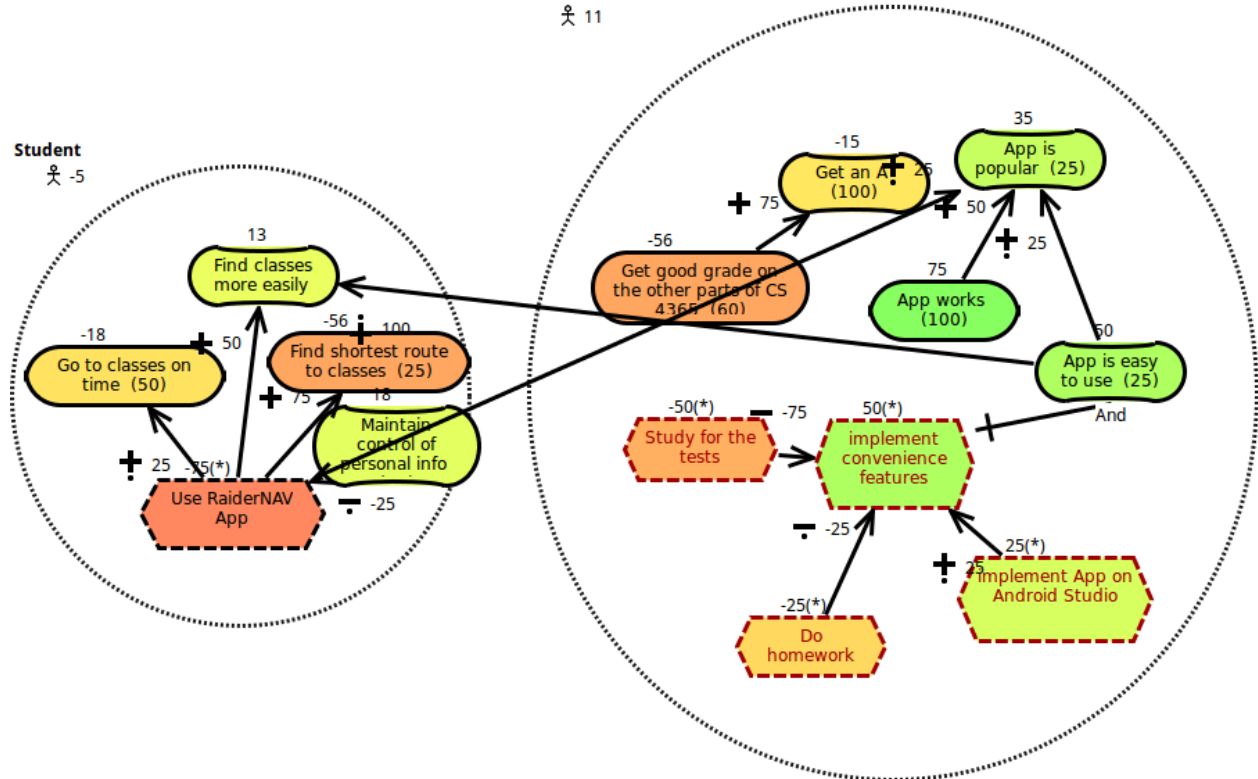 11
Student
-5
35
App is
popular (25)
-15
Get an A
(100)
25
75
50
25
-56
Get good grade on
the other parts of CS
4365 (60)
75
App works
(100)
13
Find classes
more easily
-18
Go to classes on
time (50)
50
-56
100
Find shortest route
to classes (25)
50
App is easy
to use (25)
And
75
18
Maintain
control of
personal info
25
-75(*)
Use RaiderNAV
App
-25
-50(*)
Study for the
tests
-75
50(*)
implement
convenience
features
-25
25(*)
25
Implement App on
Android Studio
-25(*)
Do
homework